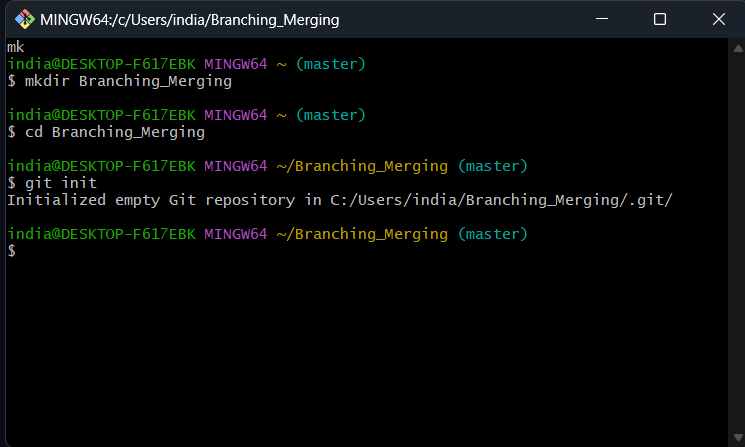 MINGW64:/c/Users/india/Branching_Merging
mk
india@DESKTOP-F617EBK MINGW64 ~ (master)
$ mkdir Branching_Merging
india@DESKTOP-F617EBK MINGW64 ~ (master)
$ cd Branching_Merging
india@DESKTOP-F617EBK MINGW64 ~/Branching_Merging (master)
$ git init
Initialized empty Git repository in C:/Users/india/Branching_Merging/.git/
india@DESKTOP-F617EBK MINGW64 ~/Branching_Merging (master)
$